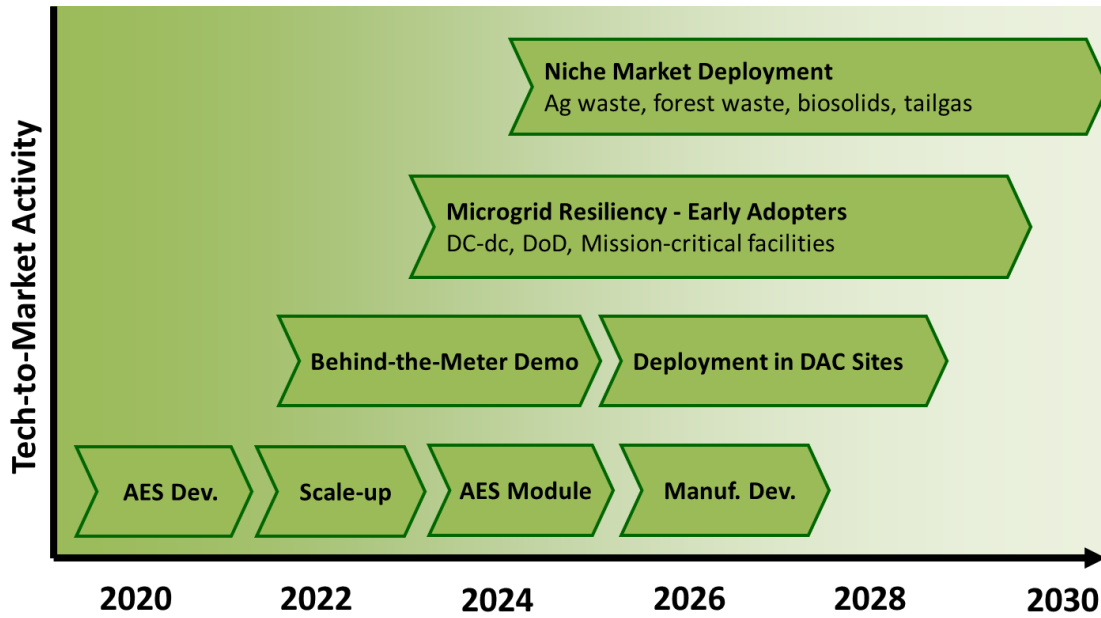 Tech-to-Market Activity
Niche Market Deployment
Ag waste, forest waste, biosolids, tailgas
Microgrid Resiliency - Early Adopters
DC-dc, DoD, Mission-critical facilities
Behind-the-Meter Demo
Deployment in DAC Sites
AES Dev.
Scale-up
AES Module
Manuf. Dev.
2020
2022
2024
2026
2028
2030